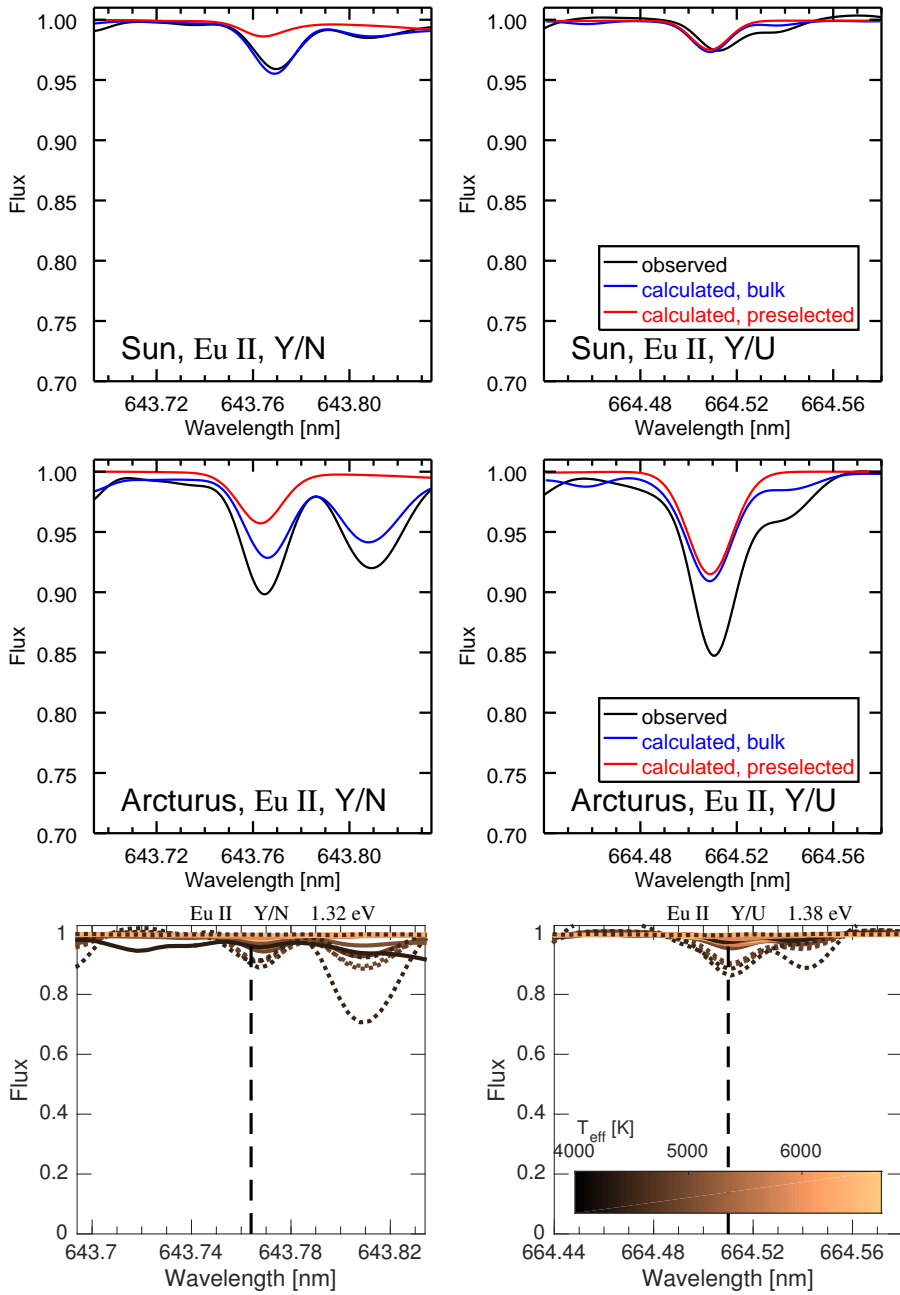 1.00
0.95
0.90
0.85
0.80
0.75
0.70
Flux
Sun, Eu II, Y/N
643.72 643.76 643.80
Wavelength [nm]
1.00
0.95
0.90
0.85
0.80
0.75
0.70
Flux
observed
calculated, bulk
calculated, preselected
Sun, Eu II, Y/U
664.48 664.52 664.56
Wavelength [nm]
1.00
0.95
0.90
0.85
0.80
0.75
0.70
Flux
Arcturus, Eu II, Y/N
643.72 643.76 643.80
Wavelength [nm]
1.00
0.95
0.90
0.85
0.80
0.75
0.70
Flux
observed
calculated, bulk
calculated, preselected
Arcturus, Eu II, Y/U
664.48 664.52 664.56
Wavelength [nm]
Eu II Y/N 1.32 eV
1
0.8
0.6
0.4
0.2
0
Flux
643.7 643.74 643.78 643.82
Wavelength [nm]
Eu II Y/U 1.38 eV
1
0.8
0.6
0.4
0.2
0
Flux
T_eff [K]
4000 5000 6000
664.44 664.48 664.52 664.56
Wavelength [nm]